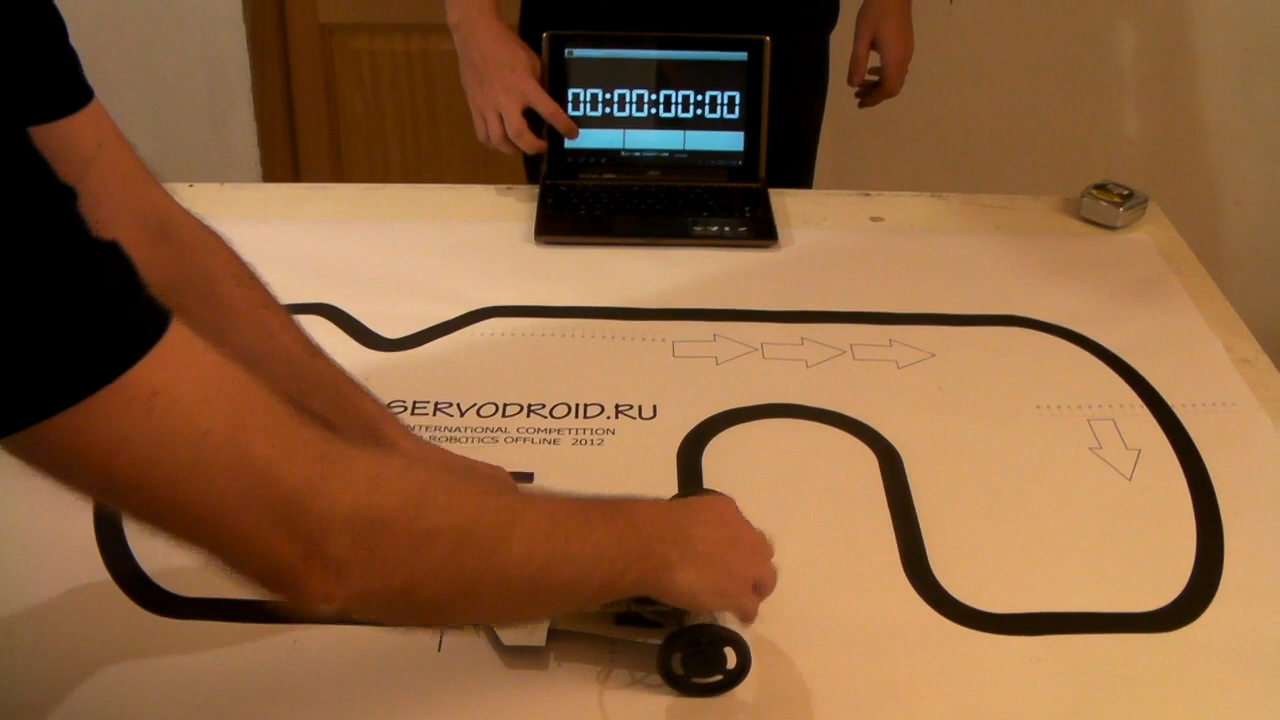 00:00:00:00
SERVODROID.RU
INTERNATIONAL COMPETITION
ROBOTICS OFFLINE 2012